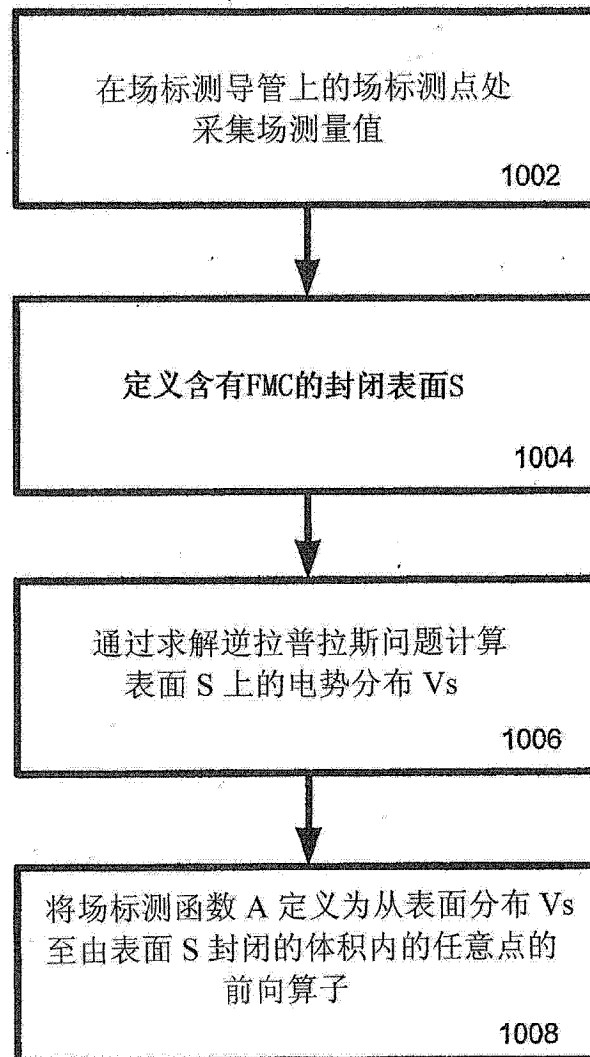 在场标测导管上的场标测点处
采集场测量值
1002
定义含有FMC的封闭表面S
1004
通过求解逆拉普拉斯问题计算
表面 S 上的电势分布 Vs
1006
将场标测函数 A 定义为从表面分布 Vs
至由表面 S 封闭的体积内的任意点的
前向算子
1008